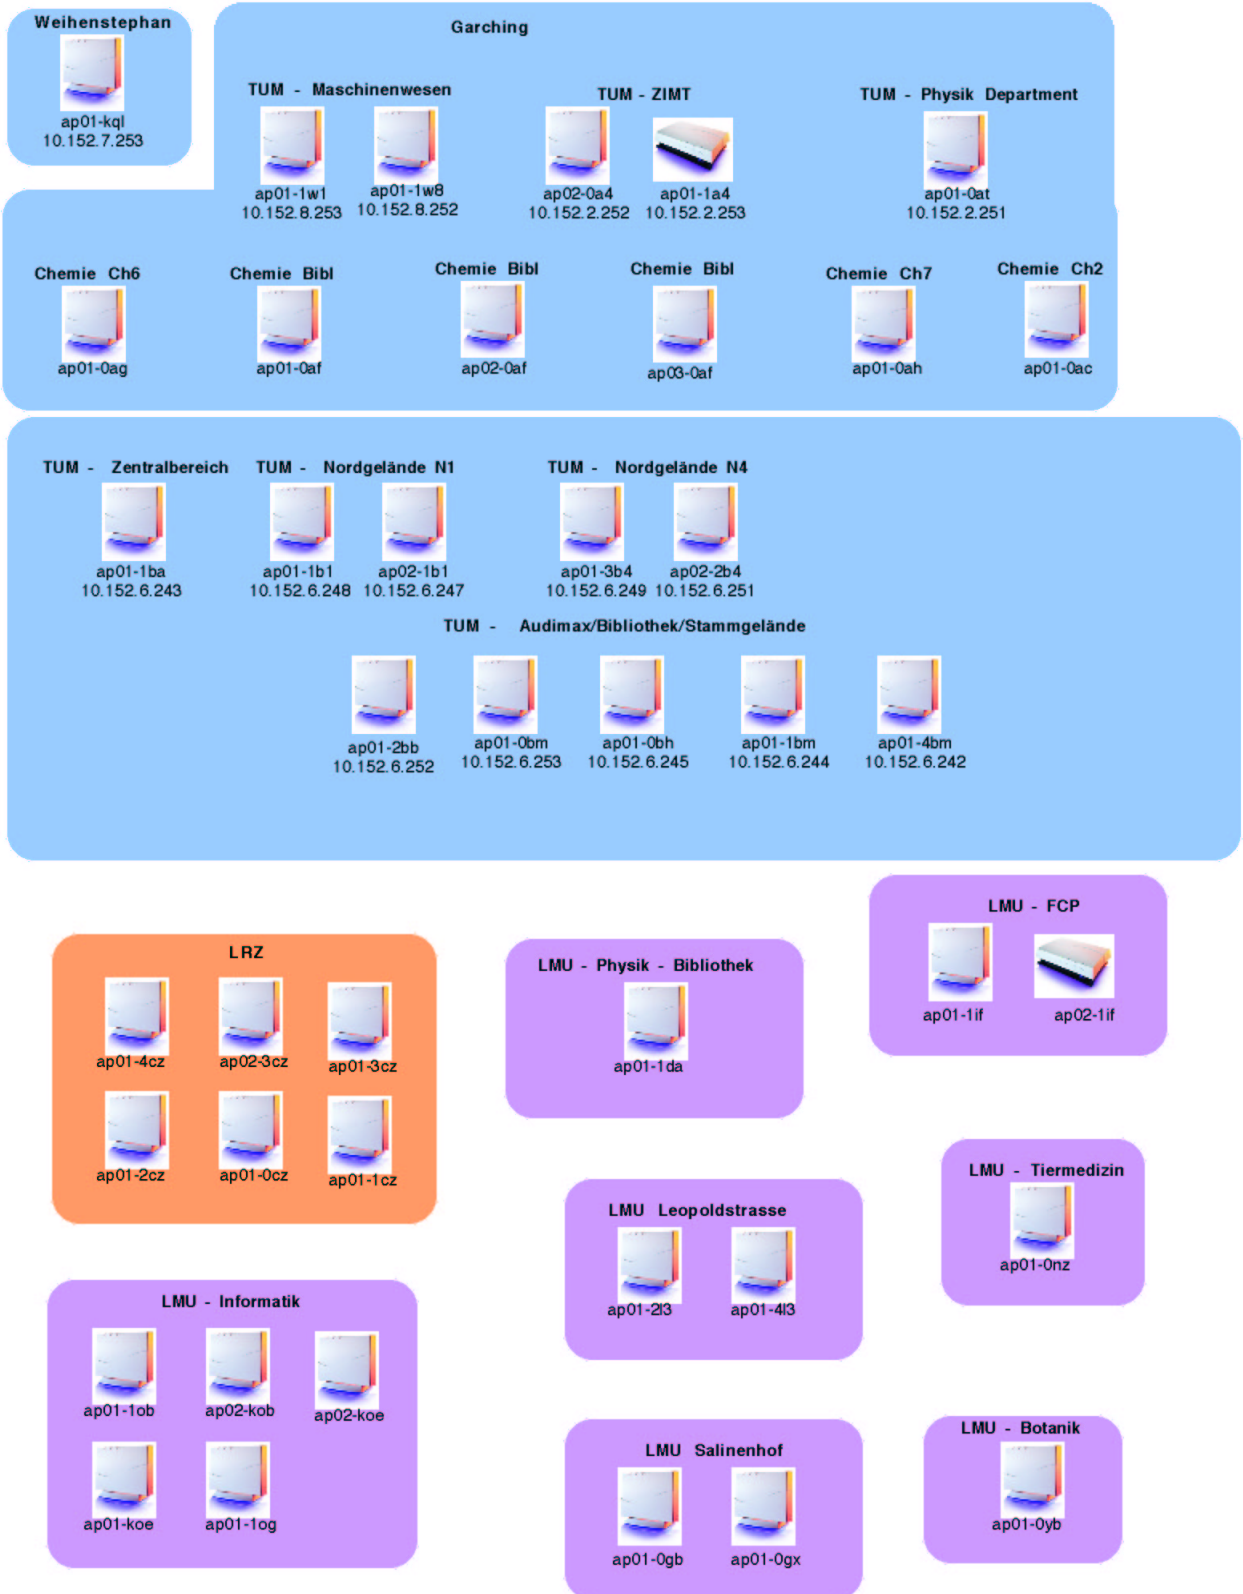 Weihenstephan
ap01-kql
10.152.7.253
Garching
TUM - Maschinenwesen
ap01-1w1
10.152.8.253
ap01-1w8
10.152.8.252
TUM - ZIMT
ap02-0a4
10.152.2.252
ap01-1a4
10.152.2.253
TUM - Physik Department
ap01-0at
10.152.2.251
Chemie Ch6
ap01-0ag
Chemie Bibl
ap01-0af
Chemie Bibl
ap02-0af
Chemie Bibl
ap03-0af
Chemie Ch7
ap01-0ah
Chemie Ch2
ap01-0ac
TUM - Zentralbereich
ap01-1ba
10.152.6.243
TUM - Nordgelände N1
ap01-1b1
10.152.6.248
ap02-1b1
10.152.6.247
TUM - Nordgelände N4
ap01-3b4
10.152.6.249
ap02-2b4
10.152.6.251
TUM - Audimax/Bibliothek/Stammgelände
ap01-2bb
10.152.6.252
ap01-0bm
10.152.6.253
ap01-0bh
10.152.6.245
ap01-1bm
10.152.6.244
ap01-4bm
10.152.6.242
LRZ
ap01-4cz
ap02-3cz
ap01-3cz
ap01-2cz
ap01-0cz
ap01-1cz
LMU - Physik - Bibliothek
ap01-1da
LMU - FCP
ap01-1if
ap02-1if
LMU - Tiermedizin
ap01-0nz
LMU Leopoldstrasse
ap01-2l3
ap01-4l3
LMU - Informatik
ap01-1ob
ap02-kob
ap02-koe
ap01-koe
ap01-1og
LMU Salinenhof
ap01-0gb
ap01-0gx
LMU - Botanik
ap01-0yb